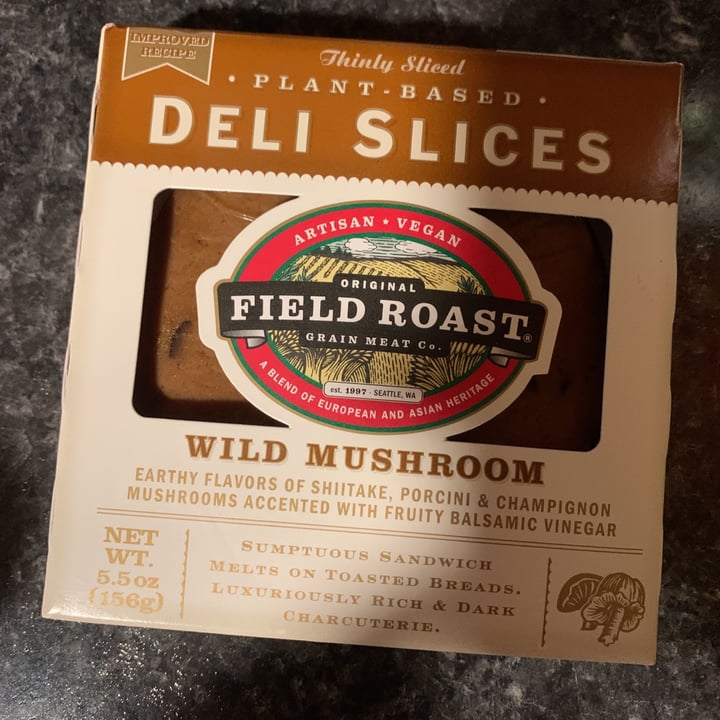 IMPROVED
RECIPE
Thinly Sliced
• PLANT-BASED •
DELI SLICES
ARTISAN ★ VEGAN
ORIGINAL
FIELD ROAST®
GRAIN MEAT Co.
est. 1997 · SEATTLE, WA
A BLEND OF EUROPEAN AND ASIAN HERITAGE
WILD MUSHROOM
EARTHY FLAVORS OF SHIITAKE, PORCINI & CHAMPIGNON
MUSHROOMS ACCENTED WITH FRUITY BALSAMIC VINEGAR
NET
WT.
5.5 oz
(156g)
SUMPTUOUS SANDWICH
MELTS ON TOASTED BREADS.
LUXURIOUSLY RICH & DARK
CHARCUTERIE.